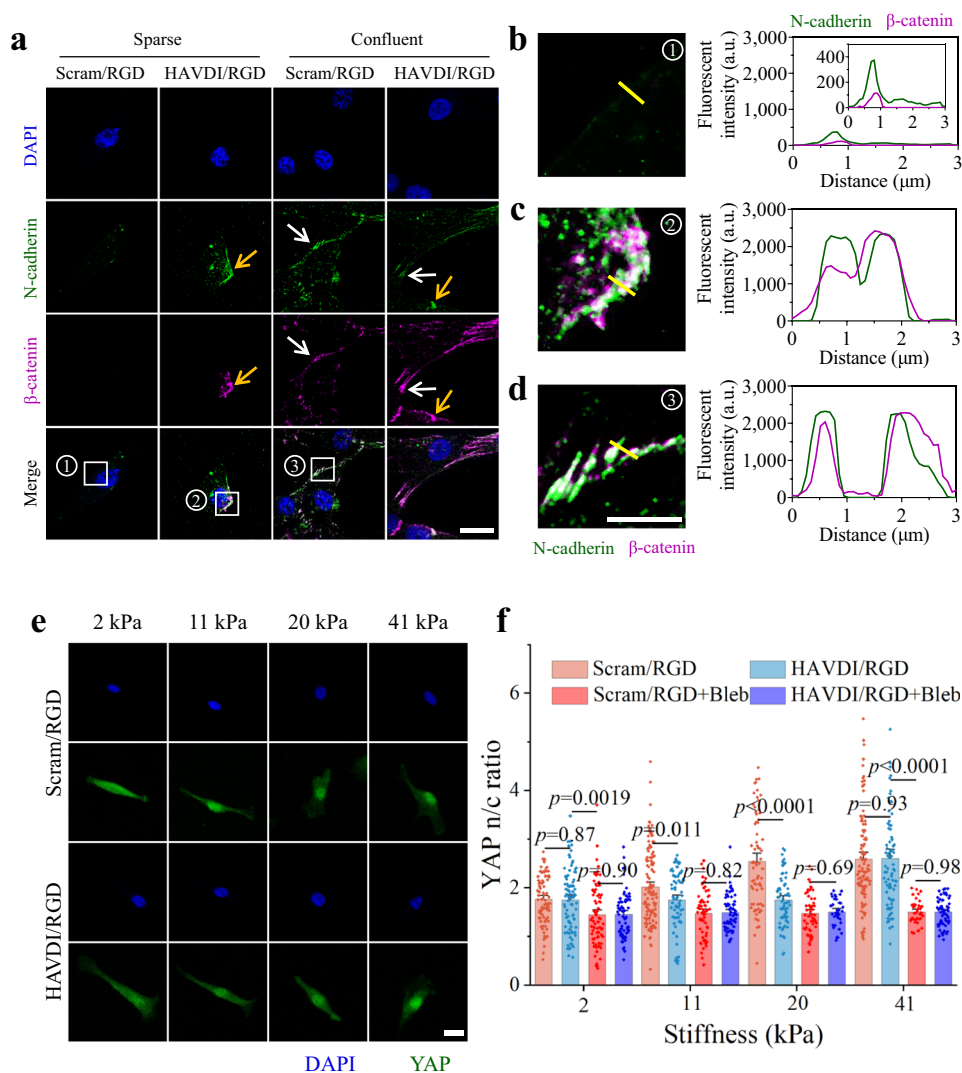 a
Sparse Confluent
Scram/RGD HAVDI/RGD Scram/RGD HAVDI/RGD
DAPI
N-cadherin
β-catenin
Merge
① ② ③
b
①
N-cadherin β-catenin
Fluorescent intensity (a.u.)
3,000
2,000
1,000
0
400
200
0
0 1 2 3
0 1 2 3
Distance (μm)
c
②
Fluorescent intensity (a.u.)
3,000
2,000
1,000
0
0 1 2 3
Distance (μm)
d
③
Fluorescent intensity (a.u.)
3,000
2,000
1,000
0
0 1 2 3
Distance (μm)
N-cadherin β-catenin
e
2 kPa 11 kPa 20 kPa 41 kPa
Scram/RGD
HAVDI/RGD
DAPI YAP
f
Scram/RGD HAVDI/RGD
Scram/RGD+Bleb HAVDI/RGD+Bleb
YAP n/c ratio
6
4
2
0
p=0.0019
p=0.87
p=0.90
p=0.011
p=0.82
p<0.0001
p=0.69
p<0.0001
p=0.93
p=0.98
2 11 20 41
Stiffness (kPa)